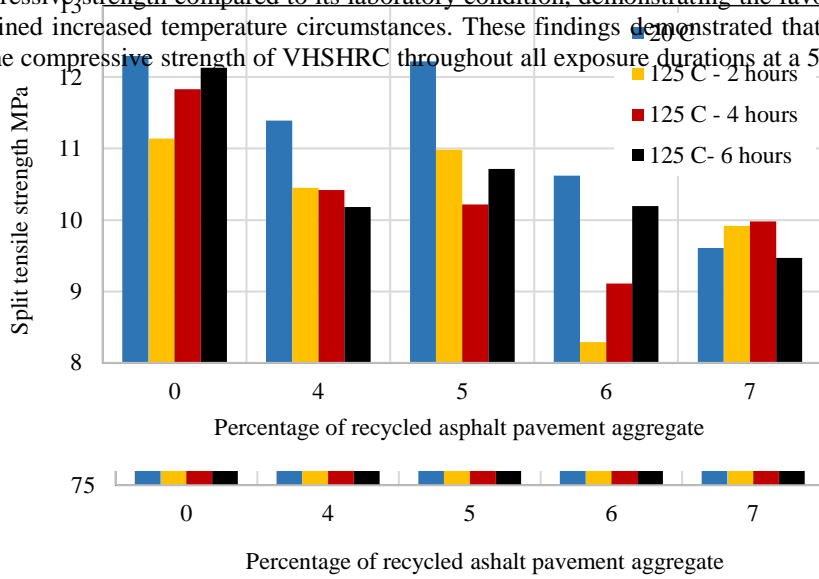 compared to its laboratory condition, demonstrating the
13
ined increased temperature circumstances. These findings demonstrated that
20 C
compressive strength of VHSHRC throughout all exposure durations at a 5
12
125 C - 2 hours
125 C - 4 hours
11
125 C- 6 hours
10
9
8
Split tensile strength MPa
0 4 5 6 7
Percentage of recycled asphalt pavement aggregate
75
0 4 5 6 7
Percentage of recycled ashalt pavement aggregate